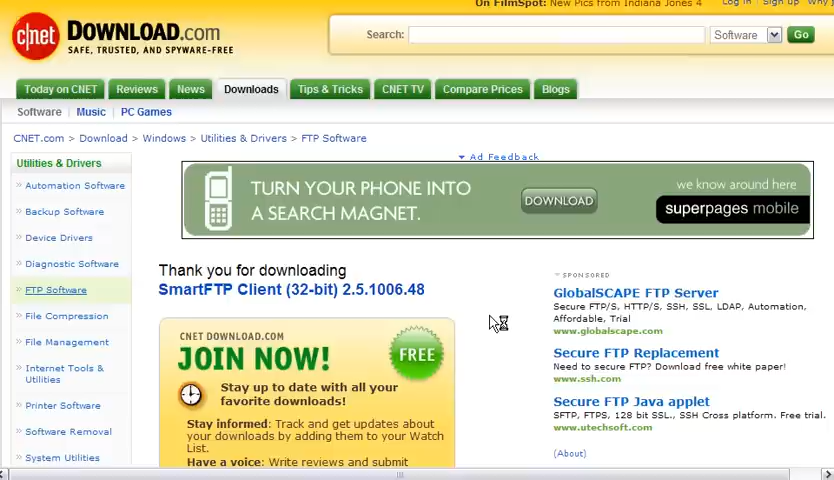 On FilmSpot: New Pics from Indiana Jones 4
Log in | Sign up
c|net DOWNLOAD.com
SAFE, TRUSTED, AND SPYWARE-FREE
Search: Software Go
Today on CNET Reviews News Downloads Tips & Tricks CNET TV Compare Prices Blogs
Software | Music | PC Games
CNET.com > Download > Windows > Utilities & Drivers > FTP Software
Utilities & Drivers
» Automation Software
» Backup Software
» Device Drivers
» Diagnostic Software
» FTP Software
» File Compression
» File Management
» Internet Tools &
Utilities
» Printer Software
» Software Removal
» System Utilities
Ad Feedback
TURN YOUR PHONE INTO
A SEARCH MAGNET.
DOWNLOAD
we know around here
superpages mobile
Thank you for downloading
SmartFTP Client (32-bit) 2.5.1006.48
CNET DOWNLOAD.COM
JOIN NOW!
FREE
Stay up to date with all your
favorite downloads!
Stay informed: Track and get updates about
your downloads by adding them to your Watch
List.
Have a voice: Write reviews and submit
SPONSORED
GlobalSCAPE FTP Server
Secure FTP/S, HTTP/S, SSH, SSL, LDAP, Automation,
Affordable, Trial
www.globalscape.com
Secure FTP Replacement
Need to secure FTP? Download free white paper!
www.ssh.com
Secure FTP Java applet
SFTP, FTPS, 128 bit SSL., SSH Cross platform. Free trial.
www.utechsoft.com
(About)